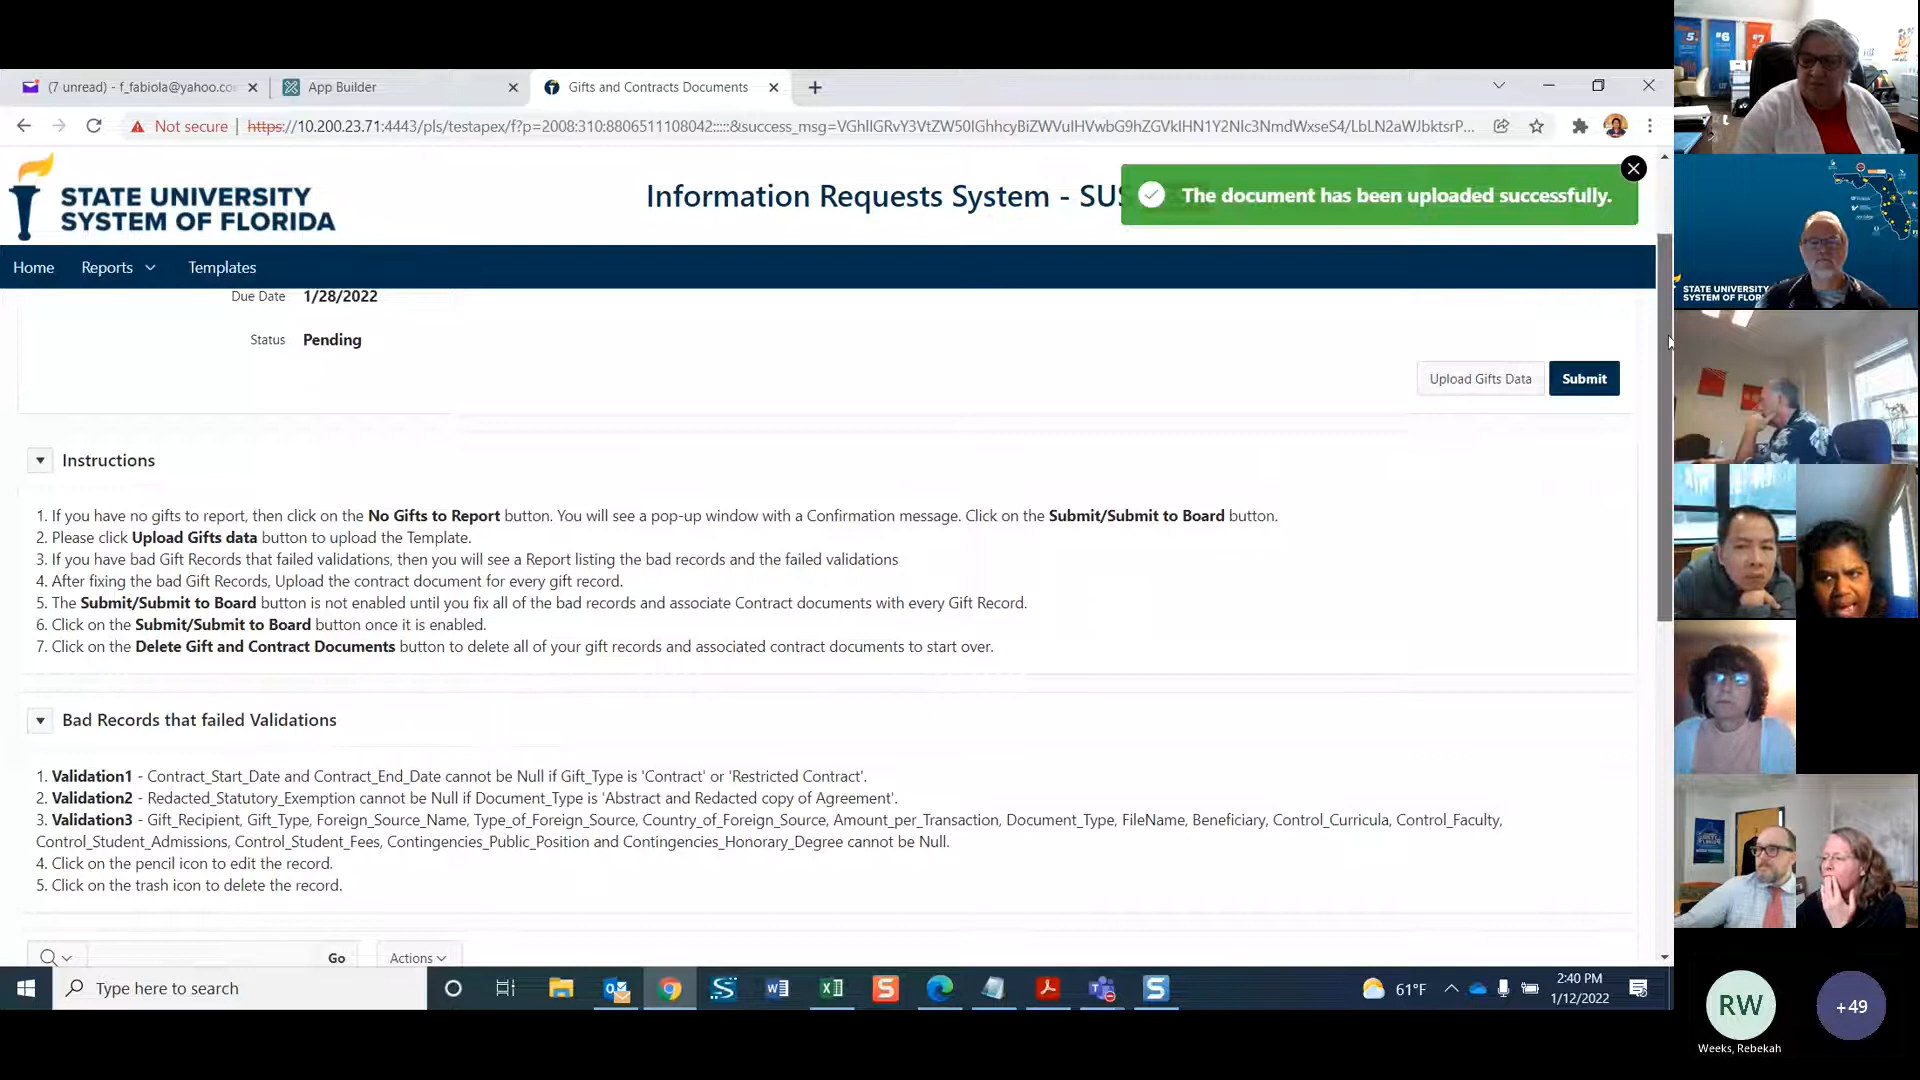 (7 unread) - f_fabiola@yahoo.co
App Builder
Gifts and Contracts Documents
Not secure
https://10.200.23.71:4443/pls/testapex/f?p=2008:310:8806511108042:::::&success_msg=
STATE UNIVERSITY
SYSTEM OF FLORIDA
Information Requests System - SUS
The document has been uploaded successfully.
Home
Reports
Templates
Due Date 1/28/2022
Status Pending
Upload Gifts Data
Submit
Instructions
1. If you have no gifts to report, then click on the No Gifts to Report button. You will see a pop-up window with a Confirmation message. Click on the Submit/Submit to Board button.
2. Please click Upload Gifts data button to upload the Template.
3. If you have bad Gift Records that failed validations, then you will see a Report listing the bad records and the failed validations
4. After fixing the bad Gift Records, Upload the contract document for every gift record.
5. The Submit/Submit to Board button is not enabled until you fix all of the bad records and associate Contract documents with every Gift Record.
6. Click on the Submit/Submit to Board button once it is enabled.
7. Click on the Delete Gift and Contract Documents button to delete all of your gift records and associated contract documents to start over.
Bad Records that failed Validations
1. Validation1 - Contract_Start_Date and Contract_End_Date cannot be Null if Gift_Type is 'Contract' or 'Restricted Contract'.
2. Validation2 - Redacted_Statutory_Exemption cannot be Null if Document_Type is 'Abstract and Redacted copy of Agreement'.
3. Validation3 - Gift_Recipient, Gift_Type, Foreign_Source_Name, Type_of_Foreign_Source, Country_of_Foreign_Source, Amount_per_Transaction, Document_Type, FileName, Beneficiary, Control_Curricula, Control_Faculty,
Control_Student_Admissions, Control_Student_Fees, Contingencies_Public_Position and Contingencies_Honorary_Degree cannot be Null.
4. Click on the pencil icon to edit the record.
5. Click on the trash icon to delete the record.
Go
Actions
Type here to search
61°F
2:40 PM
1/12/2022
#6
#7
STATE UNIVERSITY
SYSTEM OF FLOR
RW
Weeks, Rebekah
+49